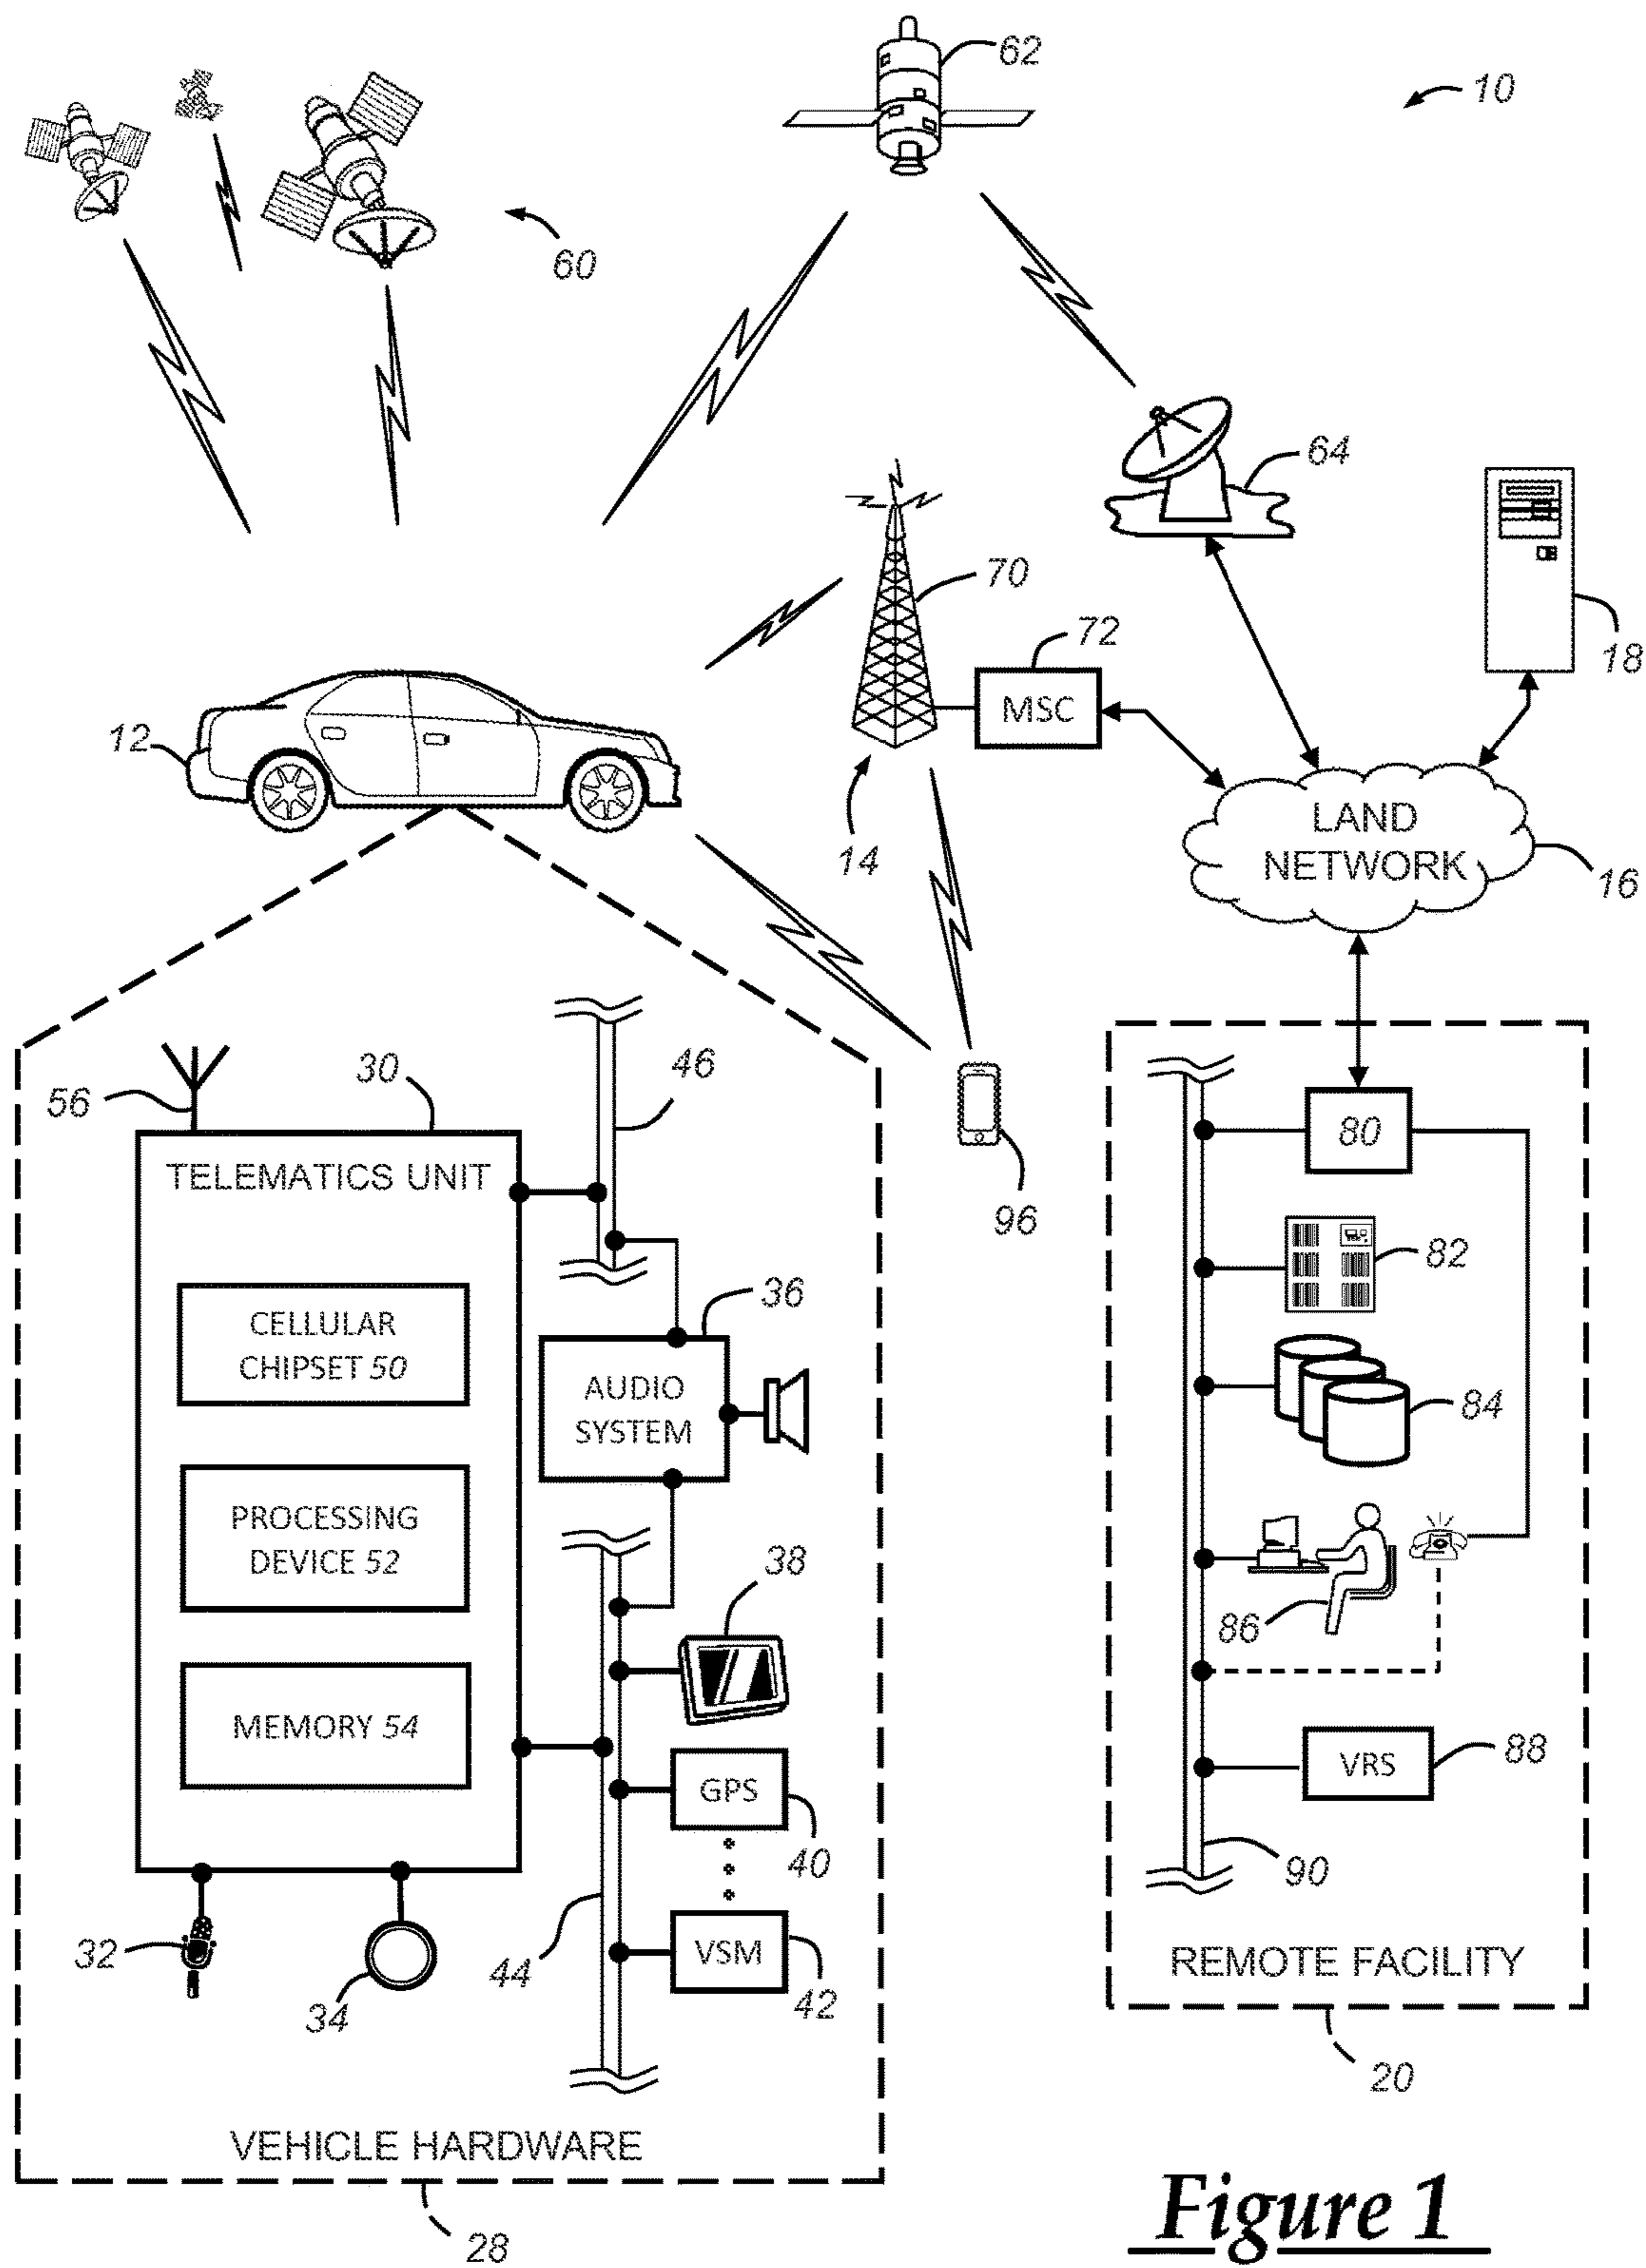 62
10
60
64
70
18
72
MSC
12
14
LAND
NETWORK
16
56
30
46
TELEMATICS UNIT
96
80
82
CELLULAR
CHIPSET 50
36
AUDIO
SYSTEM
84
PROCESSING
DEVICE 52
38
86
MEMORY 54
GPS
40
VRS
88
90
32
34
44
VSM
42
REMOTE FACILITY
20
VEHICLE HARDWARE
28
Figure 1